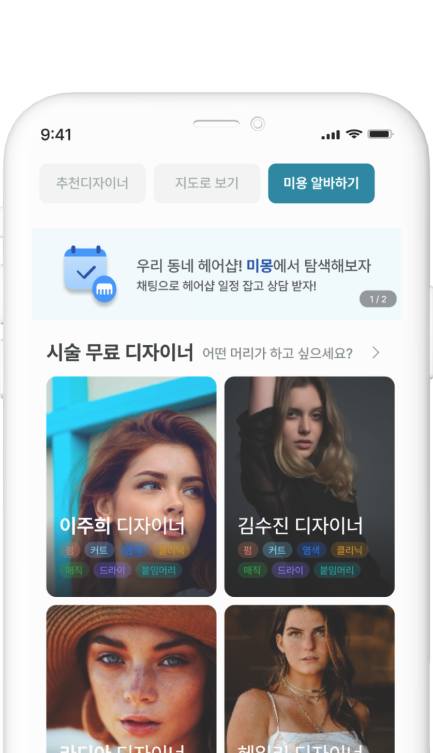 9:41
추천디자이너 지도로 보기 미용 알바하기
우리 동네 헤어샵! 미몽에서 탐색해보자
채팅으로 헤어샵 일정 잡고 상담 받자!
1/2
시술 무료 디자이너 어떤 머리가 하고 싶으세요?
이주희 디자이너
펌 커트 염색 클리닉
매직 드라이 붙임머리
김수진 디자이너
펌 커트 염색 클리닉
매직 드라이 붙임머리
디자이너
디자이너